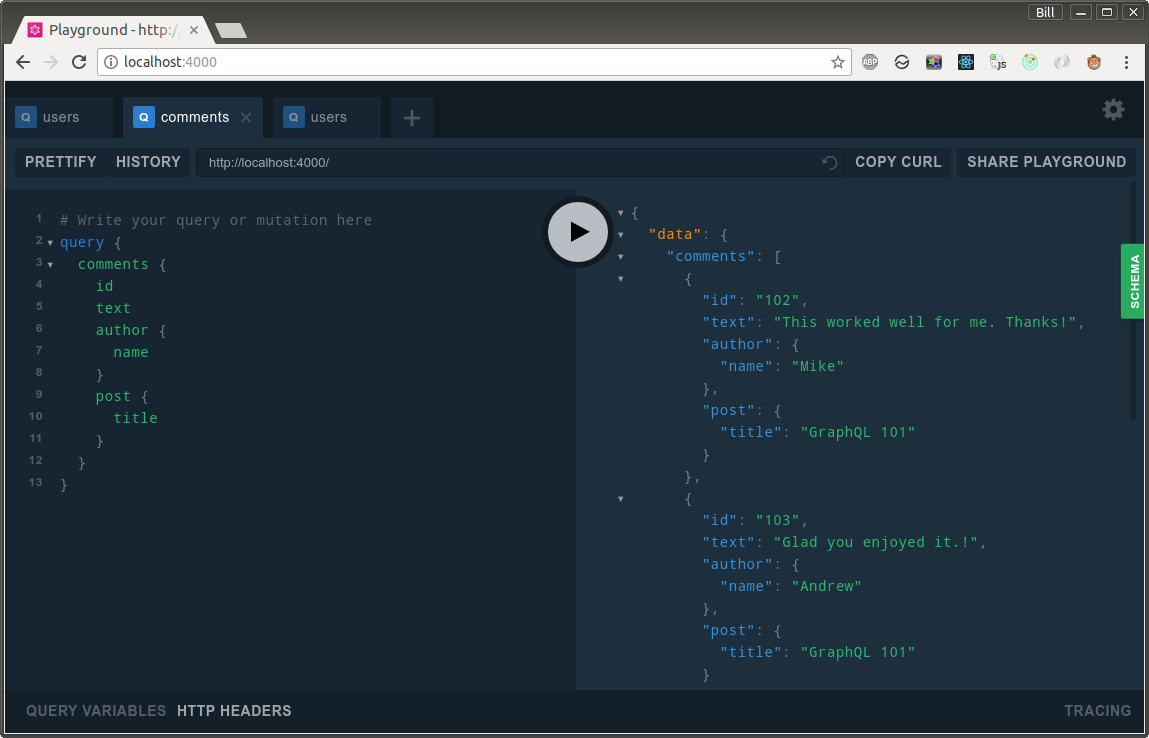 Bill
Playground - http:/
localhost:4000
ABP
JS
Q users
Q comments
Q users
PRETTIFY HISTORY http://localhost:4000/ COPY CURL SHARE PLAYGROUND
1 # Write your query or mutation here
2 query {
3 comments {
4 id
5 text
6 author {
7 name
8 }
9 post {
10 title
11 }
12 }
13 }
{
"data": {
"comments": [
{
"id": "102",
"text": "This worked well for me. Thanks!",
"author": {
"name": "Mike"
},
"post": {
"title": "GraphQL 101"
}
},
{
"id": "103",
"text": "Glad you enjoyed it.!",
"author": {
"name": "Andrew"
},
"post": {
"title": "GraphQL 101"
}
SCHEMA
QUERY VARIABLES HTTP HEADERS TRACING